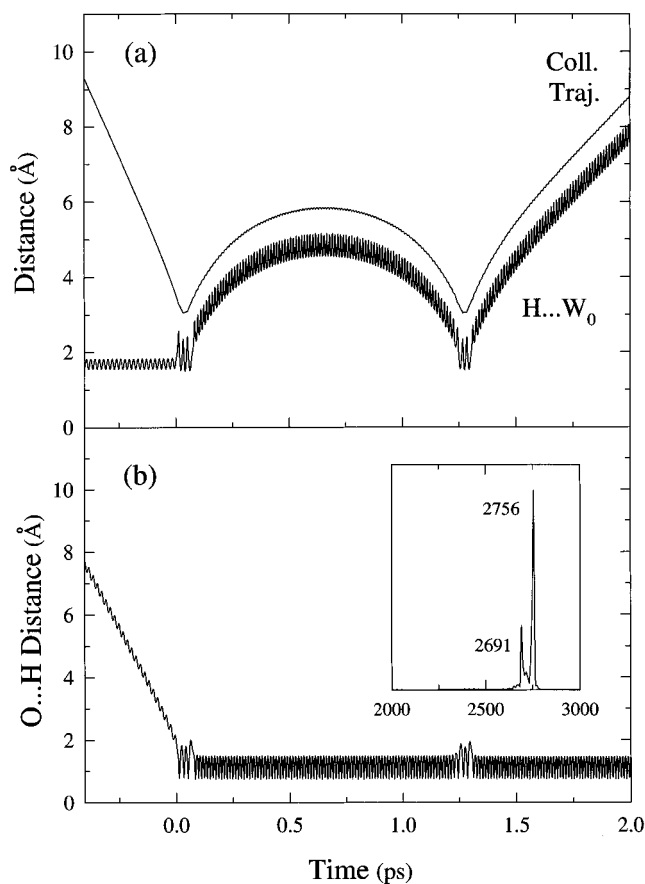 (a)
Coll.
Traj.
H...W0
Distance (Å)
10
8
6
4
2
0
(b)
O...H Distance (Å)
10
8
6
4
2
0
2756
2691
2000
2500
3000
0.0
0.5
1.0
1.5
2.0
Time (ps)